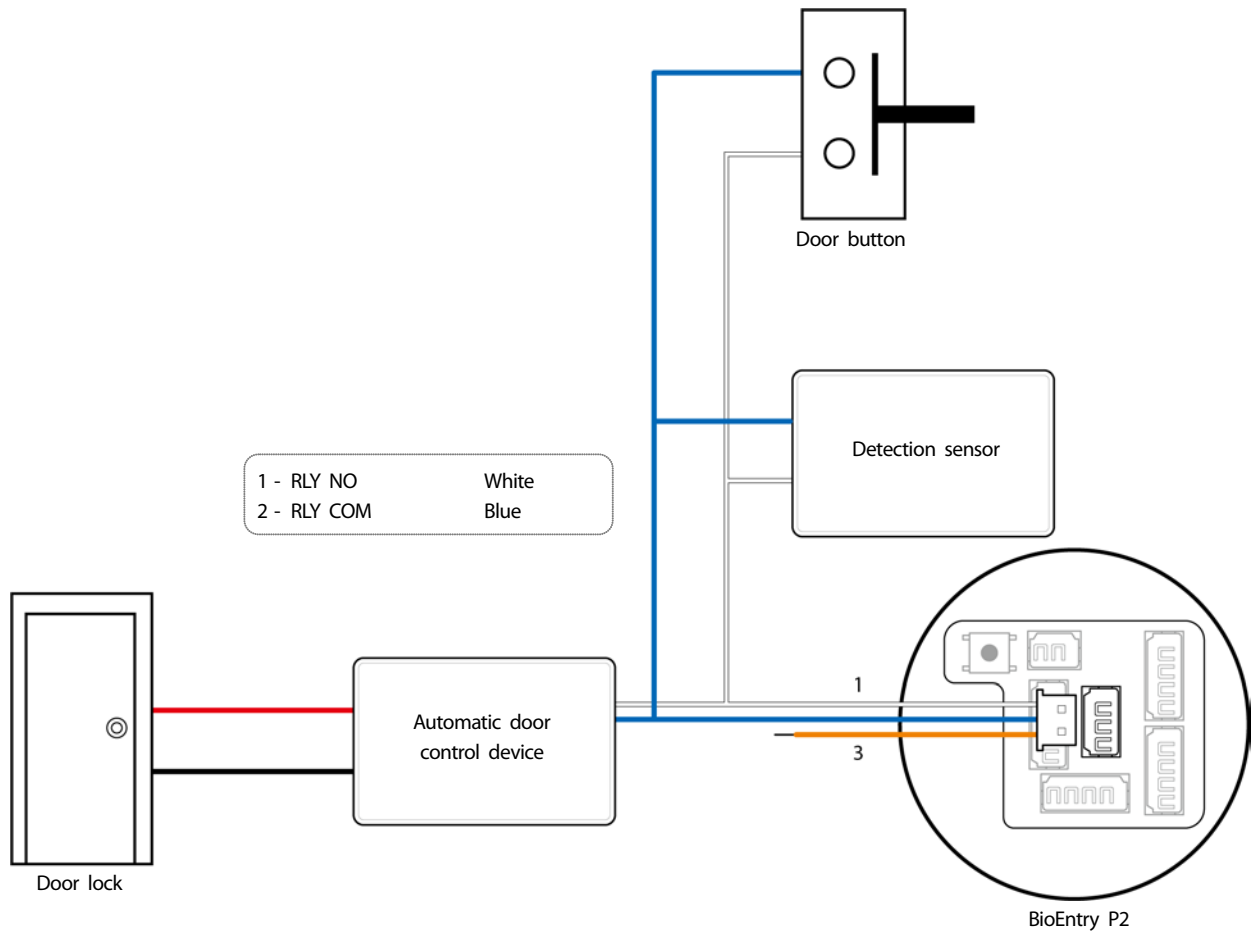 Door button
Detection sensor
1 - RLY NO White
2 - RLY COM Blue
1
Automatic door
control device
3
Door lock
BioEntry P2